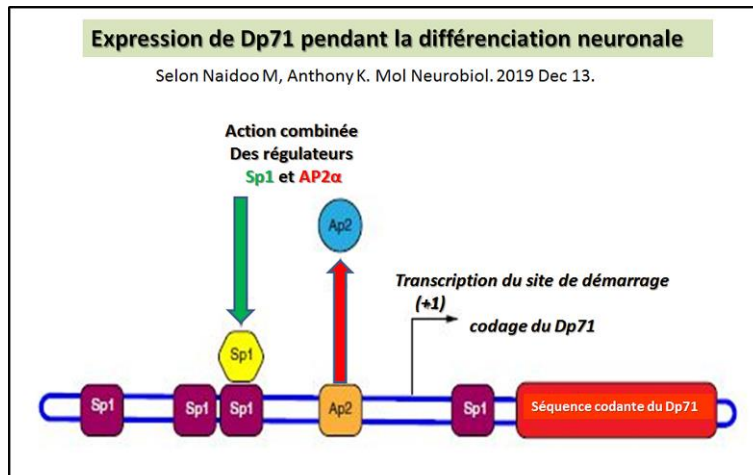 Expression de Dp71 pendant la différenciation neuronale
Selon Naidoo M, Anthony K. Mol Neurobiol. 2019 Dec 13.
Action combinée
Des régulateurs
Sp1 et AP2α
Ap2
Transcription du site de démarrage
(+1)
codage du Dp71
Sp1
Sp1
Sp1
Sp1
Ap2
Sp1
Séquence codante du Dp71